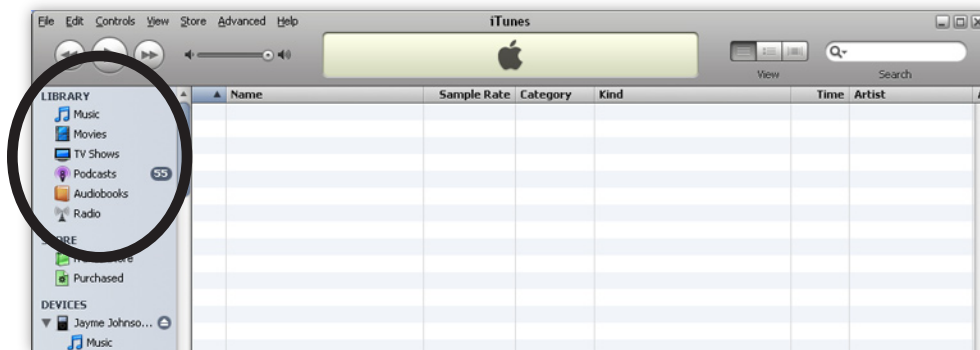 File Edit Controls View Store Advanced Help
iTunes
View
Search
LIBRARY
Name Sample Rate Category Kind Time Artist
Music
Movies
TV Shows
Podcasts 55
Audiobooks
Radio
Purchased
DEVICES
Jayme Johnso...
Music